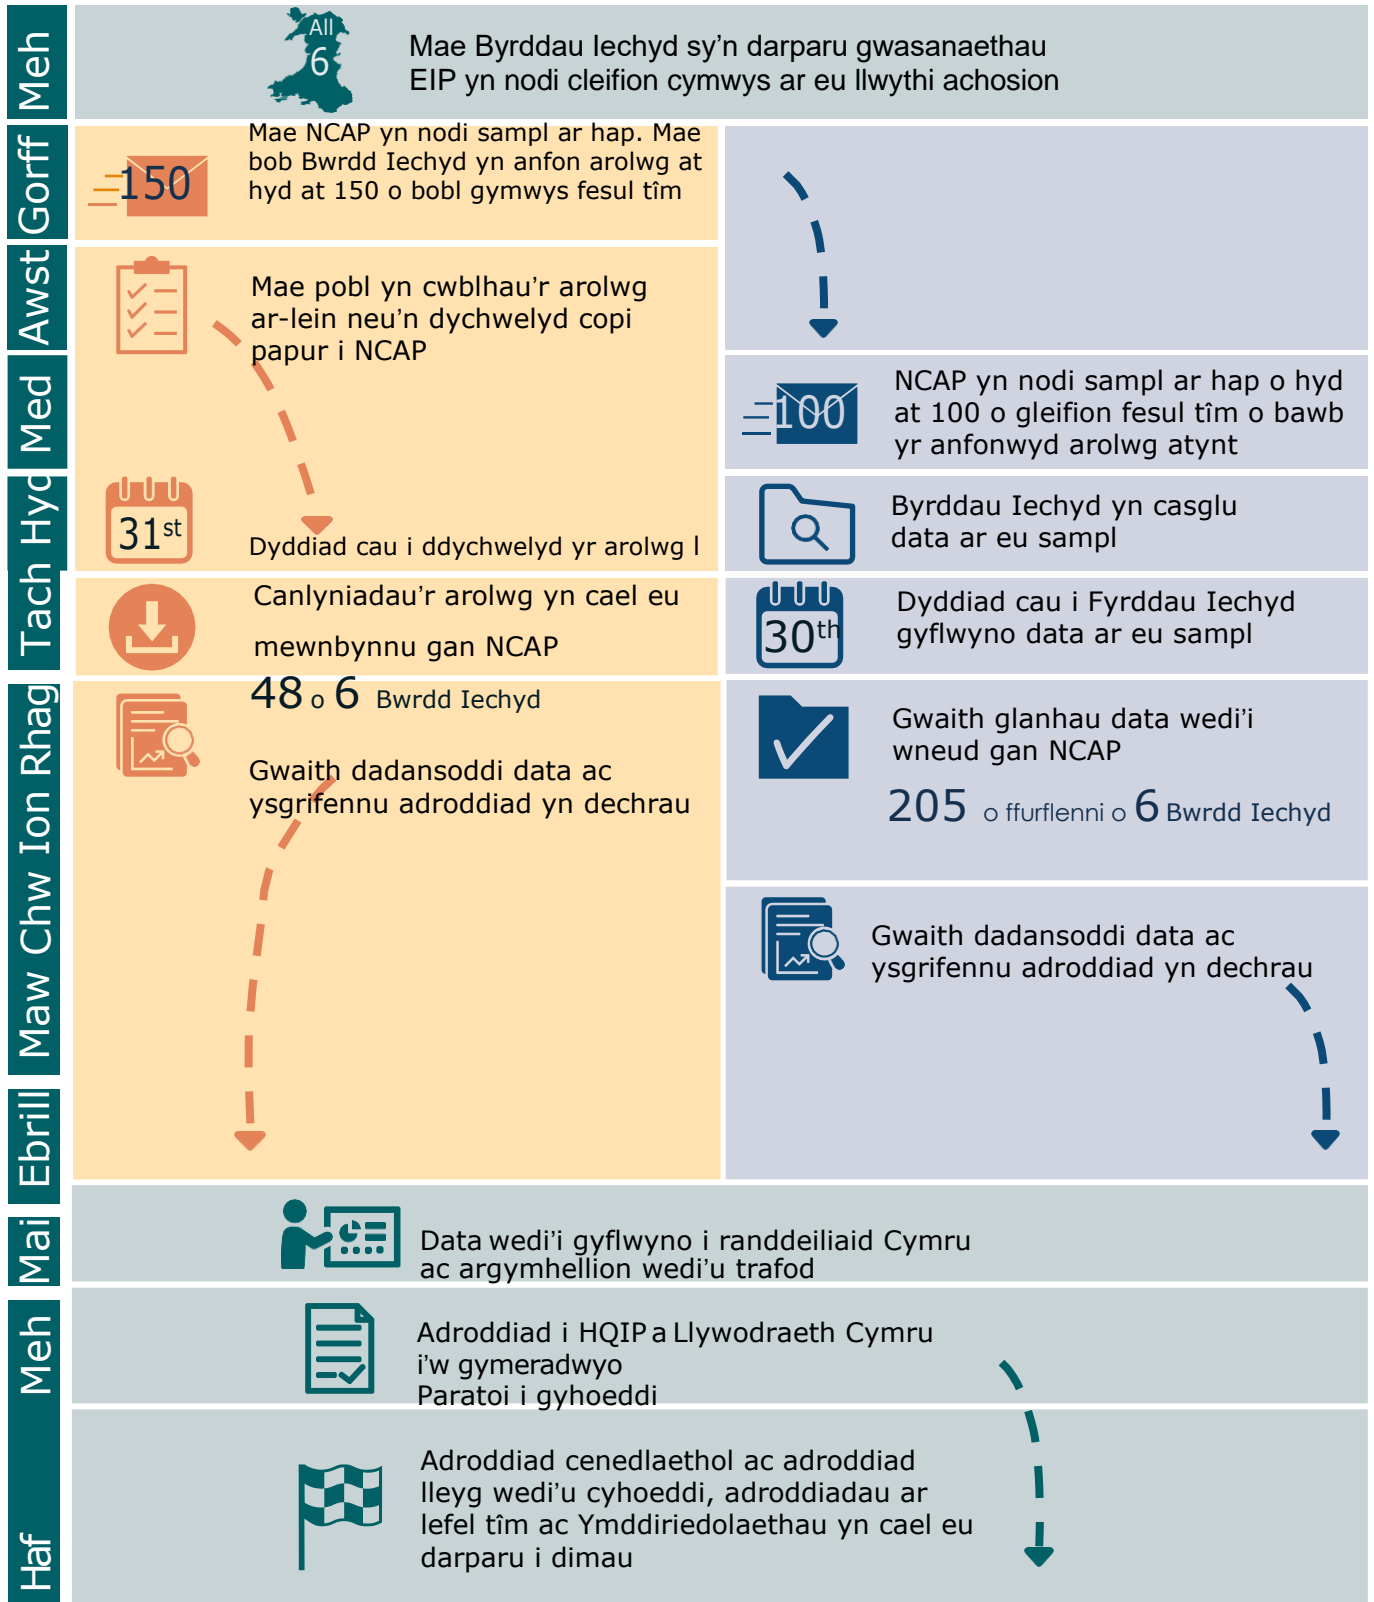 Meh
All
6
Mae Byrddau Iechyd sy'n darparu gwasanaethau
EIP yn nodi cleifion cymwys ar eu llwythi achosion
Gorff
150
Mae NCAP yn nodi sampl ar hap. Mae
bob Bwrdd Iechyd yn anfon arolwg at
hyd at 150 o bobl gymwys fesul tîm
Awst
Mae pobl yn cwblhau'r arolwg
ar-lein neu'n dychwelyd copi
papur i NCAP
Med
100
NCAP yn nodi sampl ar hap o hyd
at 100 o gleifion fesul tîm o bawb
yr anfonwyd arolwg atynt
Hyd
31st
Dyddiad cau i ddychwelyd yr arolwg l
Byrddau Iechyd yn casglu
data ar eu sampl
Tach
Canlyniadau'r arolwg yn cael eu
mewnbynnu gan NCAP
30th
Dyddiad cau i Fyrddau Iechyd
gyflwyno data ar eu sampl
Rhag
48 o 6 Bwrdd Iechyd
Gwaith dadansoddi data ac
ysgrifennu adroddiad yn dechrau
Gwaith glanhau data wedi'i
wneud gan NCAP
205 o ffurflenni o 6 Bwrdd Iechyd
Ion
Chw
Gwaith dadansoddi data ac
ysgrifennu adroddiad yn dechrau
Maw
Ebrill
Mai
Data wedi'i gyflwyno i randdeiliaid Cymru
ac argymhellion wedi'u trafod
Meh
Adroddiad i HQIP a Llywodraeth Cymru
i'w gymeradwyo
Paratoi i gyhoeddi
Haf
Adroddiad cenedlaethol ac adroddiad
lleyg wedi'u cyhoeddi, adroddiadau ar
lefel tîm ac Ymddiriedolaethau yn cael eu
darparu i dimau